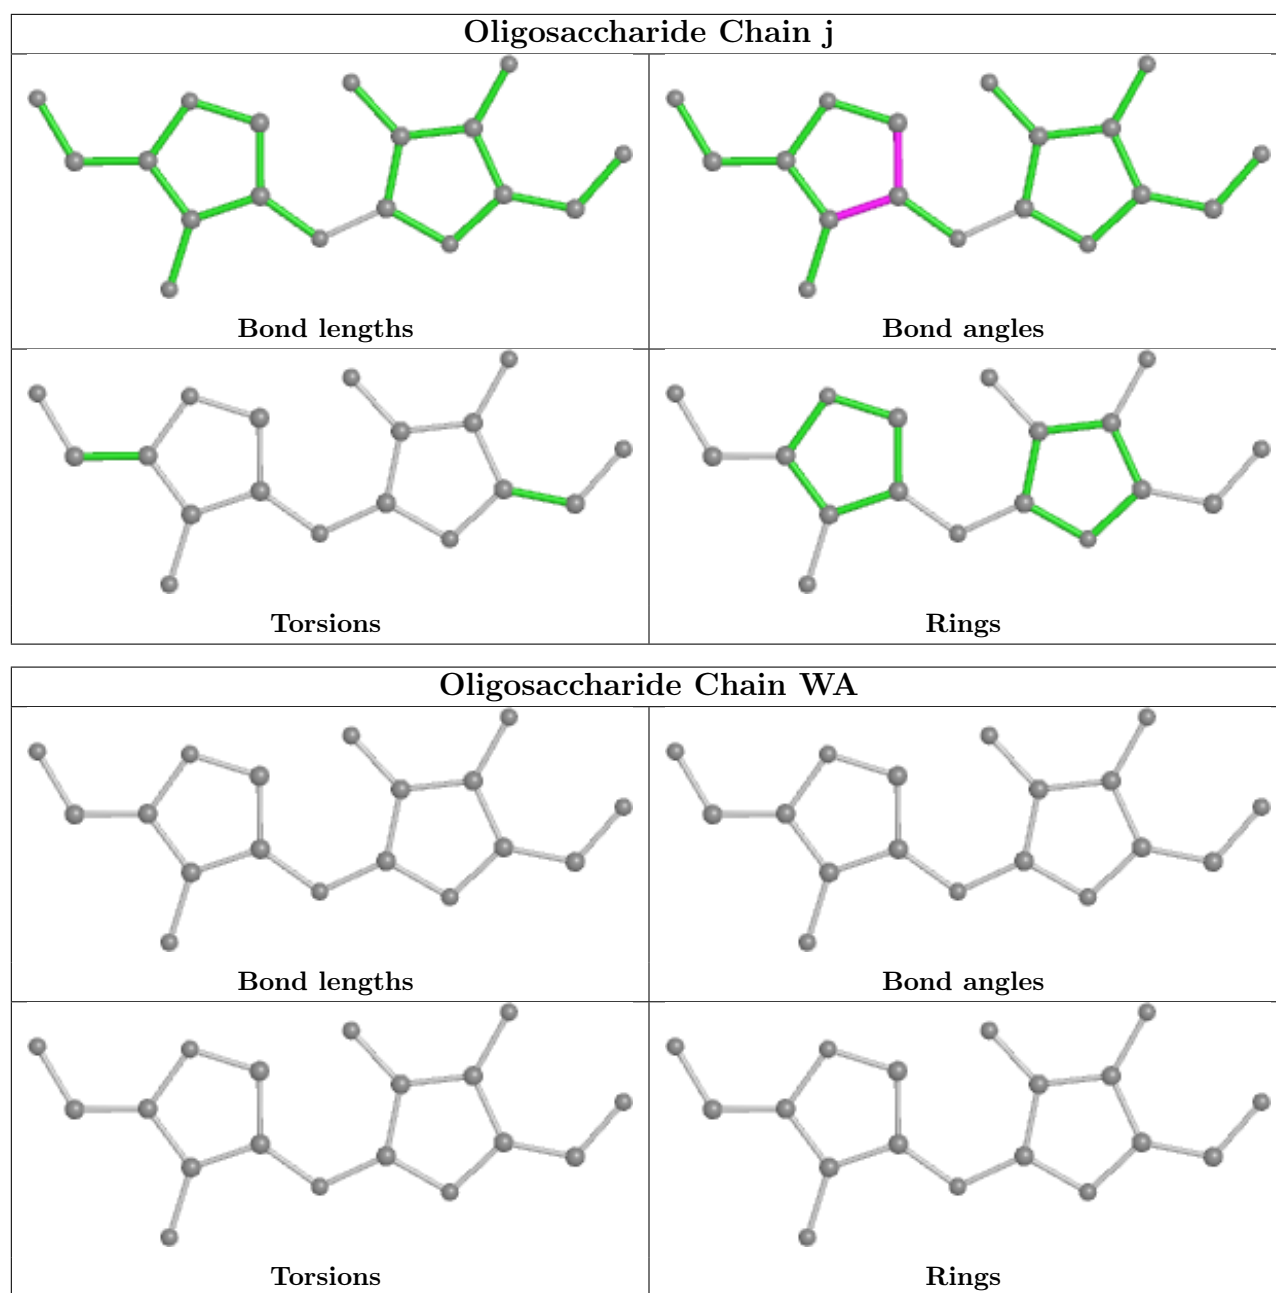 Oligosaccharide Chain j
Bond lengths
Bond angles
Torsions
Rings
Oligosaccharide Chain WA
Bond lengths
Bond angles
Torsions
Rings